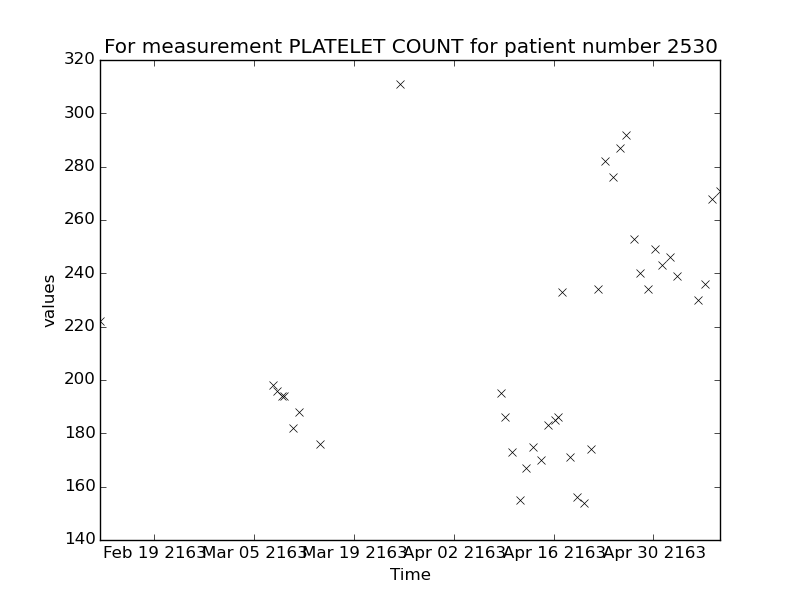 For measurement PLATELET COUNT for patient number 2530
320
300
280
260
240
220
200
180
160
140
values
Feb 19 2163 Mar 05 2163 Mar 19 2163 Apr 02 2163 Apr 16 2163 Apr 30 2163
Time